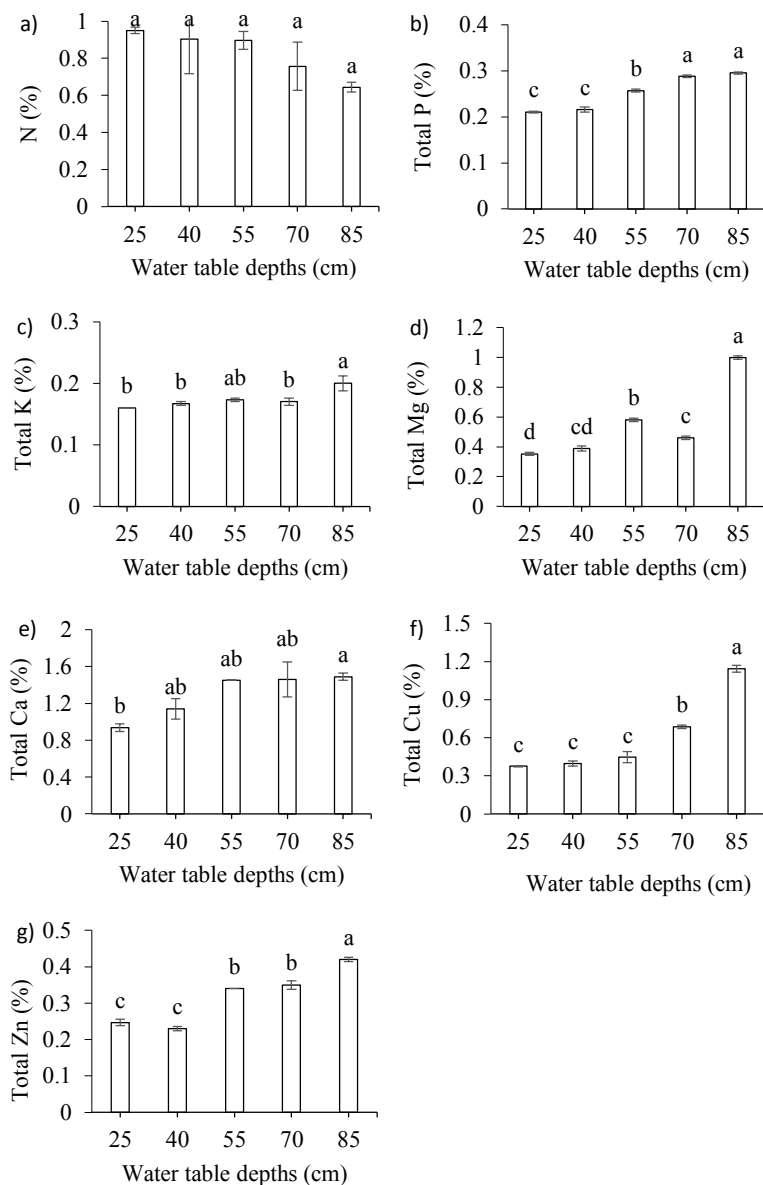 a)
N (%)
1
0.8
0.6
0.4
0.2
0
a a a a a
25 40 55 70 85
Water table depths (cm)
b)
Total P (%)
0.4
0.3
0.2
0.1
0
c c b a a
25 40 55 70 85
Water table depths (cm)
c)
Total K (%)
0.3
0.2
0.1
0
b b ab b a
25 40 55 70 85
Water table depths (cm)
d)
Total Mg (%)
1.2
1
0.8
0.6
0.4
0.2
0
d cd b c a
25 40 55 70 85
Water table depths (cm)
e)
Total Ca (%)
2
1.6
1.2
0.8
0.4
0
b ab ab ab a
25 40 55 70 85
Water table depths (cm)
f)
Total Cu (%)
1.5
1.2
0.9
0.6
0.3
0
c c c b a
25 40 55 70 85
Water table depths (cm)
g)
Total Zn (%)
0.5
0.4
0.3
0.2
0.1
0
c c b b a
25 40 55 70 85
Water table depths (cm)